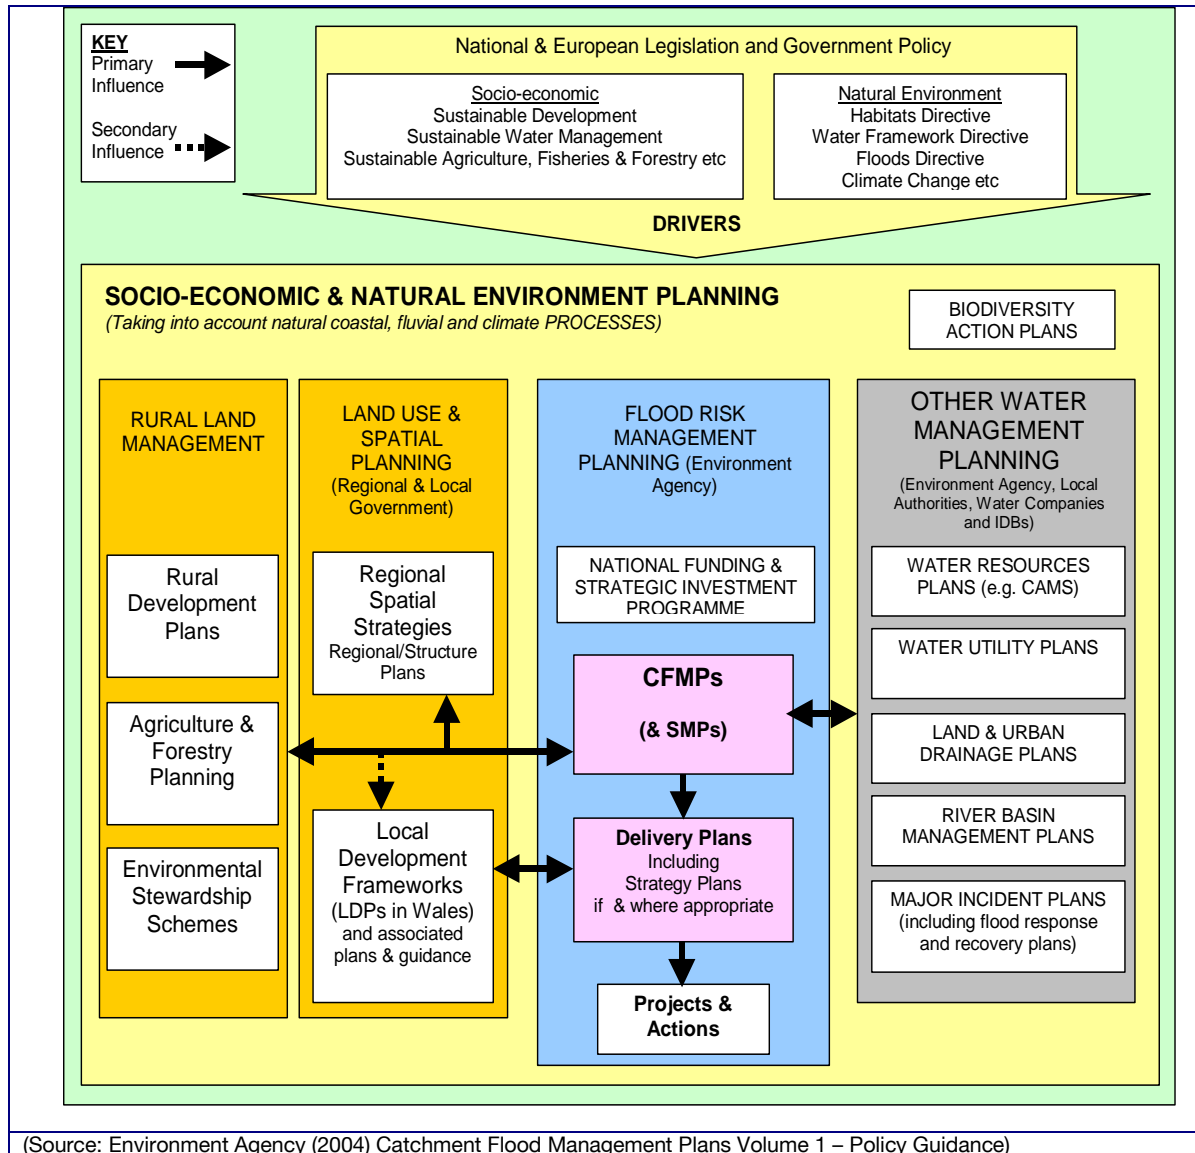 KEY
Primary
Influence
Secondary
Influence
National & European Legislation and Government Policy
Socio-economic
Sustainable Development
Sustainable Water Management
Sustainable Agriculture, Fisheries & Forestry etc
Natural Environment
Habitats Directive
Water Framework Directive
Floods Directive
Climate Change etc
DRIVERS
SOCIO-ECONOMIC & NATURAL ENVIRONMENT PLANNING
(Taking into account natural coastal, fluvial and climate PROCESSES)
BIODIVERSITY
ACTION PLANS
RURAL LAND
MANAGEMENT
Rural
Development
Plans
Agriculture &
Forestry
Planning
Environmental
Stewardship
Schemes
LAND USE &
SPATIAL
PLANNING
(Regional & Local
Government)
Regional
Spatial
Strategies
Regional/Structure
Plans
Local
Development
Frameworks
(LDPs in Wales)
and associated
plans & guidance
FLOOD RISK
MANAGEMENT
PLANNING (Environment
Agency)
NATIONAL FUNDING &
STRATEGIC INVESTMENT
PROGRAMME
CFMPs
(& SMPs)
Delivery Plans
Including
Strategy Plans
if & where appropriate
Projects &
Actions
OTHER WATER
MANAGEMENT
PLANNING
(Environment Agency, Local
Authorities, Water Companies
and IDBs)
WATER RESOURCES
PLANS (e.g. CAMS)
WATER UTILITY PLANS
LAND & URBAN
DRAINAGE PLANS
RIVER BASIN
MANAGEMENT PLANS
MAJOR INCIDENT PLANS
(including flood response
and recovery plans)
(Source: Environment Agency (2004) Catchment Flood Management Plans Volume 1 – Policy Guidance)